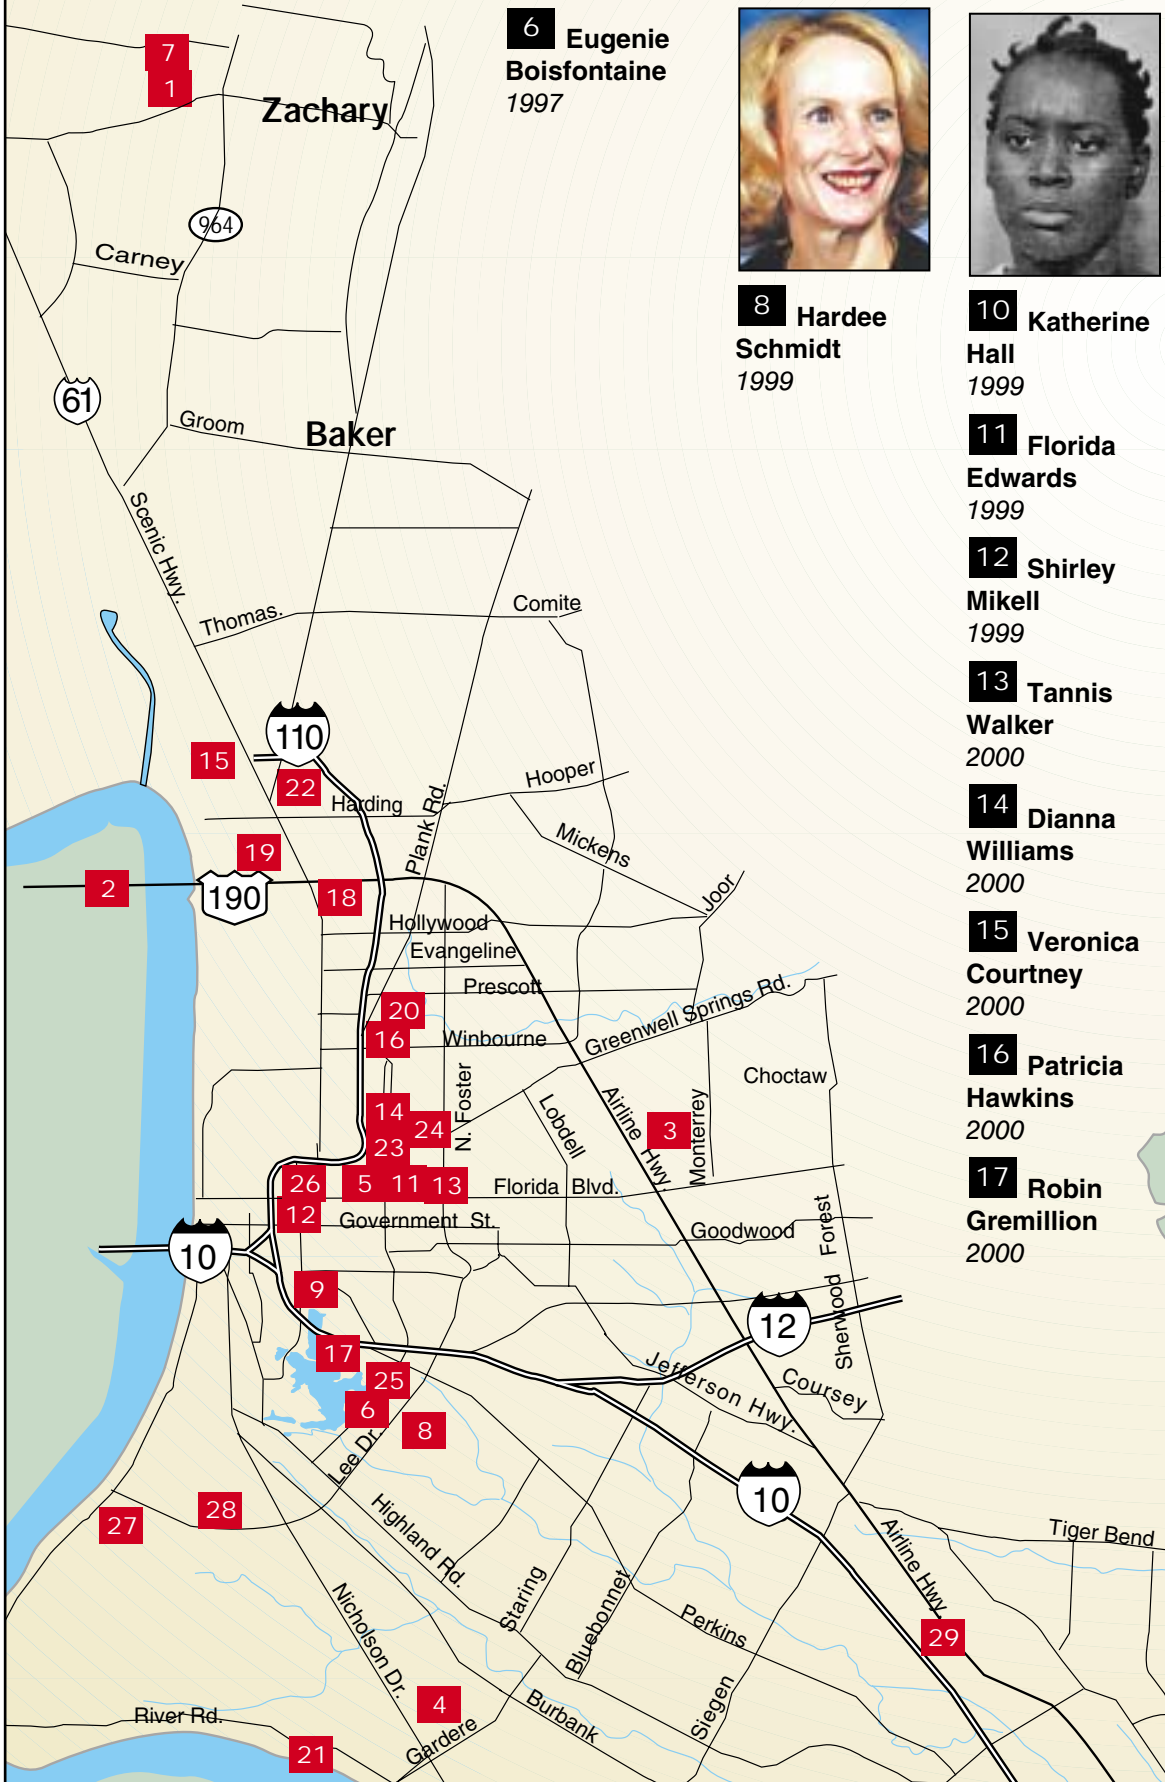 6 Eugenie
Boisfontaine
1997
8 Hardee
Schmidt
1999
10 Katherine
Hall
1999
11 Florida
Edwards
1999
12 Shirley
Mikell
1999
13 Tannis
Walker
2000
14 Dianna
Williams
2000
15 Veronica
Courtney
2000
16 Patricia
Hawkins
2000
17 Robin
Gremillion
2000
7
1
Zachary
964
Carney
61
Groom
Baker
Scenic Hwy.
Thomas.
Comite
110
15
22
Harding
Hooper
Plank Rd.
Mickens
19
2
190
18
Joor
Hollywood
Evangeline
Prescott
20
Greenwell Springs Rd.
16
Winbourne
Choctaw
N. Foster
Lobdell
Airline Hwy.
3
Monterrey
14
24
23
26
5
11
13
Florida Blvd.
12
Government St.
Goodwood
Sherwood Forest
10
9
12
17
Jefferson Hwy.
Coursey
25
6
8
Lee Dr.
10
28
27
Highland Rd.
Airline Hwy
Tiger Bend
Staring
Bluebonnet
Perkins
29
Nicholson Dr.
4
Siegen
Burbank
River Rd.
Gardere
21